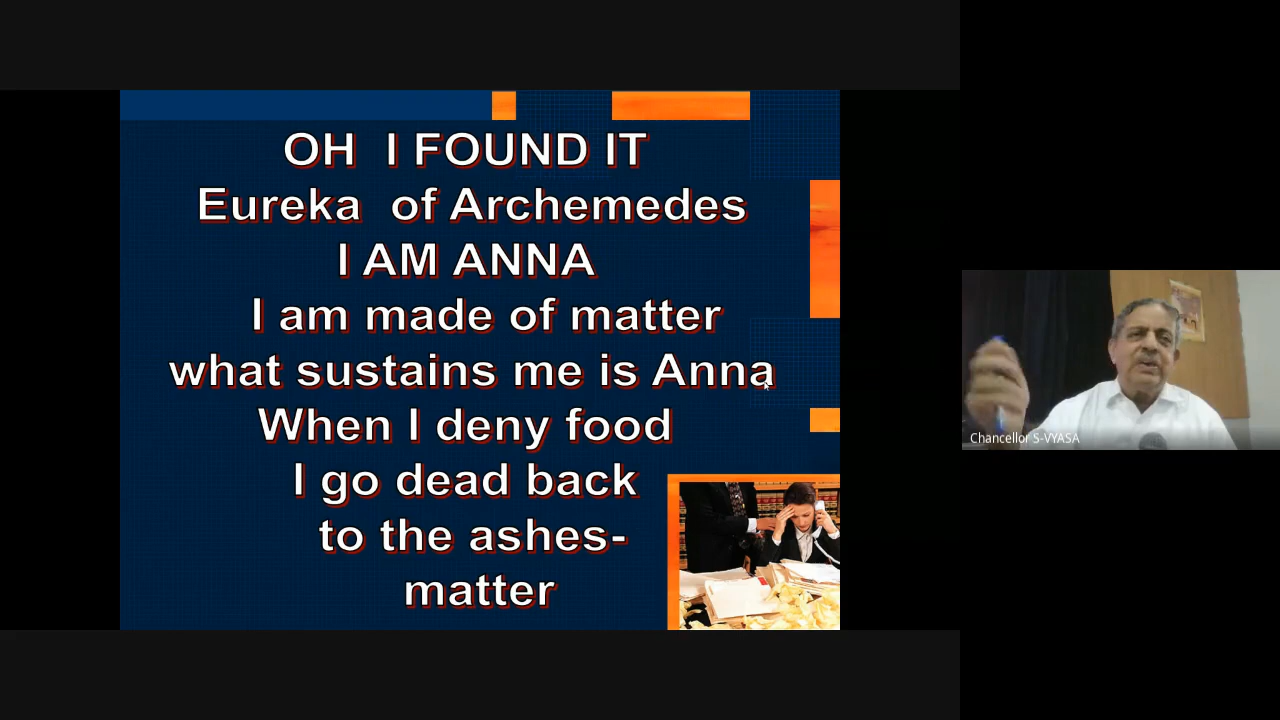 OH I FOUND IT
Eureka of Archemedes
I AM ANNA
I am made of matter
what sustains me is Anna
When I deny food
I go dead back
to the ashes-
matter
Chancellor S-VYASA